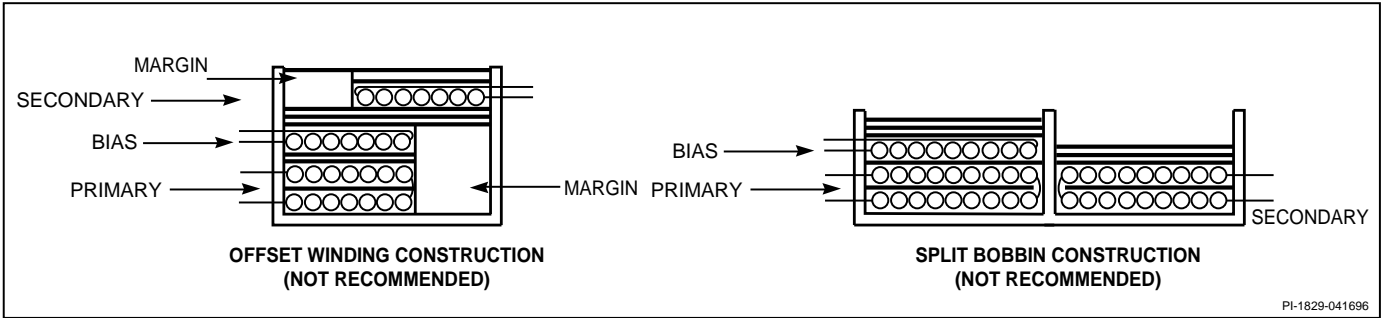 MARGIN
SECONDARY
BIAS
PRIMARY
MARGIN
OFFSET WINDING CONSTRUCTION
(NOT RECOMMENDED)
BIAS
PRIMARY
SECONDARY
SPLIT BOBBIN CONSTRUCTION
(NOT RECOMMENDED)
PI-1829-041696